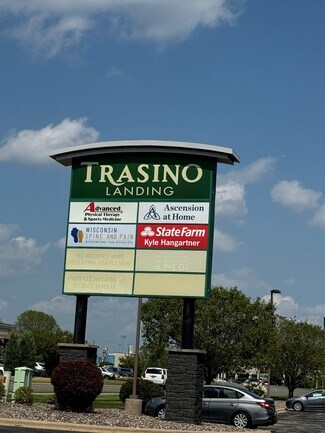 TRASINO
LANDING
Advanced
Physical Therapy
& Sports Medicine
Ascension
at Home
WISCONSIN
SPINE AND PAIN
State Farm
Kyle Hangartner